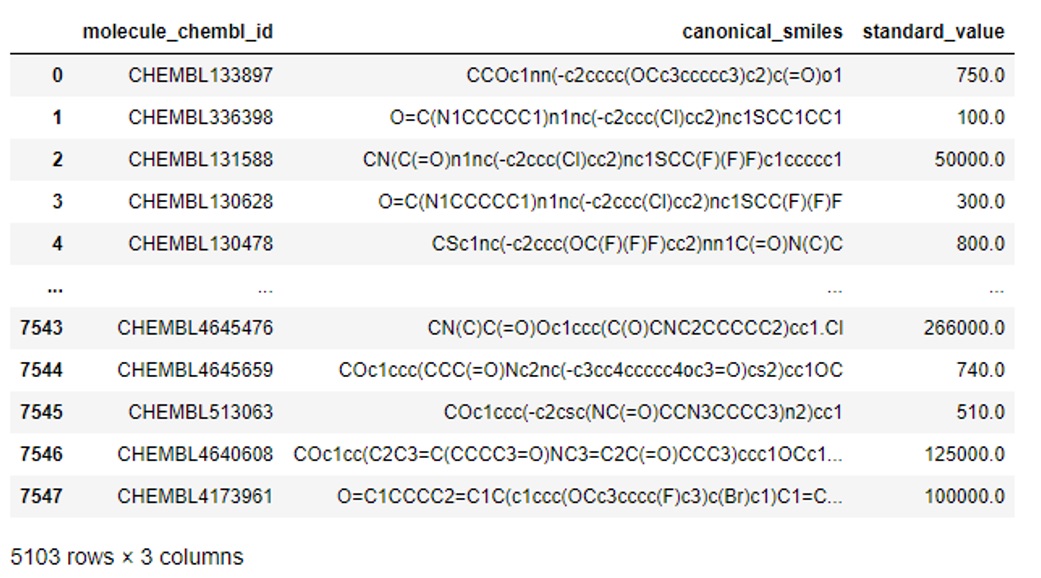 molecule_chembl_id canonical_smiles standard_value
0 CHEMBL133897 CCOc1nn(-c2cccc(OCc3ccccc3)c2)c(=O)o1 750.0
1 CHEMBL336398 O=C(N1CCCCC1)n1nc(-c2ccc(Cl)cc2)nc1SCC1CC1 100.0
2 CHEMBL131588 CN(C(=O)n1nc(-c2ccc(Cl)cc2)nc1SCC(F)(F)F)c1ccccc1 50000.0
3 CHEMBL130628 O=C(N1CCCCC1)n1nc(-c2ccc(Cl)cc2)nc1SCC(F)(F)F 300.0
4 CHEMBL130478 CSc1nc(-c2ccc(OC(F)(F)F)cc2)nn1C(=O)N(C)C 800.0
... ... ... ...
7543 CHEMBL4645476 CN(C)C(=O)Oc1ccc(C(O)CNC2CCCCC2)cc1.Cl 266000.0
7544 CHEMBL4645659 COc1ccc(CCC(=O)Nc2nc(-c3cc4ccccc4oc3=O)cs2)cc1OC 740.0
7545 CHEMBL513063 COc1ccc(-c2csc(NC(=O)CCN3CCCC3)n2)cc1 510.0
7546 CHEMBL4640608 COc1cc(C2C3=C(CCCC3=O)NC3=C2C(=O)CCC3)ccc1OCc1... 125000.0
7547 CHEMBL4173961 O=C1CCCC2=C1C(c1ccc(OCc3cccc(F)c3)c(Br)c1)C1=C... 100000.0
5103 rows × 3 columns